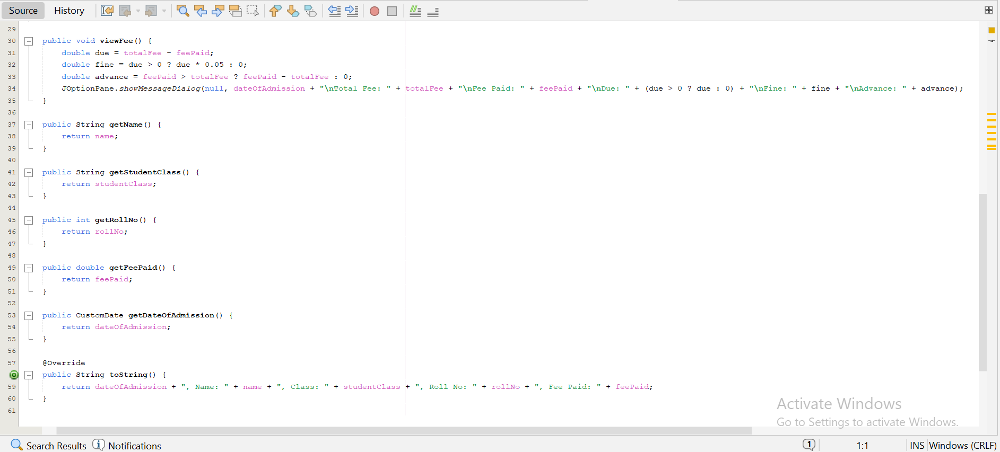 Source History
29
30 public void viewFee() {
31 double due = totalFee - feePaid;
32 double fine = due > 0 ? due * 0.05 : 0;
33 double advance = feePaid > totalFee ? feePaid - totalFee : 0;
34 JOptionPane.showMessageDialog(null, dateOfAdmission + "\nTotal Fee: " + totalFee + "\nFee Paid: " + feePaid + "\nDue: " + (due > 0 ? due : 0) + "\nFine: " + fine + "\nAdvance: " + advance);
35 }
36
37 public String getName() {
38 return name;
39 }
40
41 public String getStudentClass() {
42 return studentClass;
43 }
44
45 public int getRollNo() {
46 return rollNo;
47 }
48
49 public double getFeePaid() {
50 return feePaid;
51 }
52
53 public CustomDate getDateOfAdmission() {
54 return dateOfAdmission;
55 }
56
57 @Override
public String toString() {
59 return dateOfAdmission + ", Name: " + name + ", Class: " + studentClass + ", Roll No: " + rollNo + ", Fee Paid: " + feePaid;
60 }
61
Activate Windows
Go to Settings to activate Windows.
Search Results Notifications 1 1:1 INS Windows (CRLF)